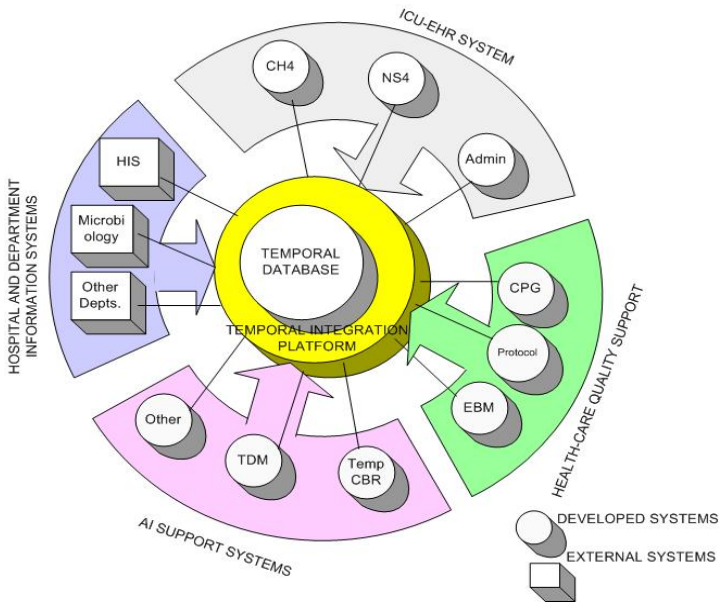 ICU-EHR SYSTEM
CH4
NS4
Admin
HOSPITAL AND DEPARTMENT
INFORMATION SYSTEMS
HIS
Microbi
ology
Other
Depts.
TEMPORAL
DATABASE
TEMPORAL INTEGRATION
PLATFORM
CPG
Protocol
EBM
HEALTH-CARE QUALITY SUPPORT
Other
TDM
Temp
CBR
AI SUPPORT SYSTEMS
DEVELOPED SYSTEMS
EXTERNAL SYSTEMS